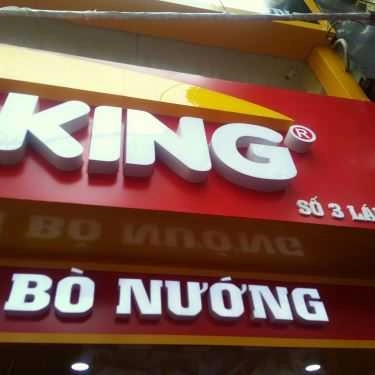 KING®
SỐ 3 LÁ
BÒ NƯỚNG